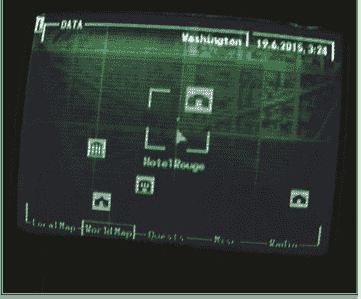 DATA
Washington
19.6.2015, 3:24
HotelRouge
LocalMap WorldMap Quests Misc Radio